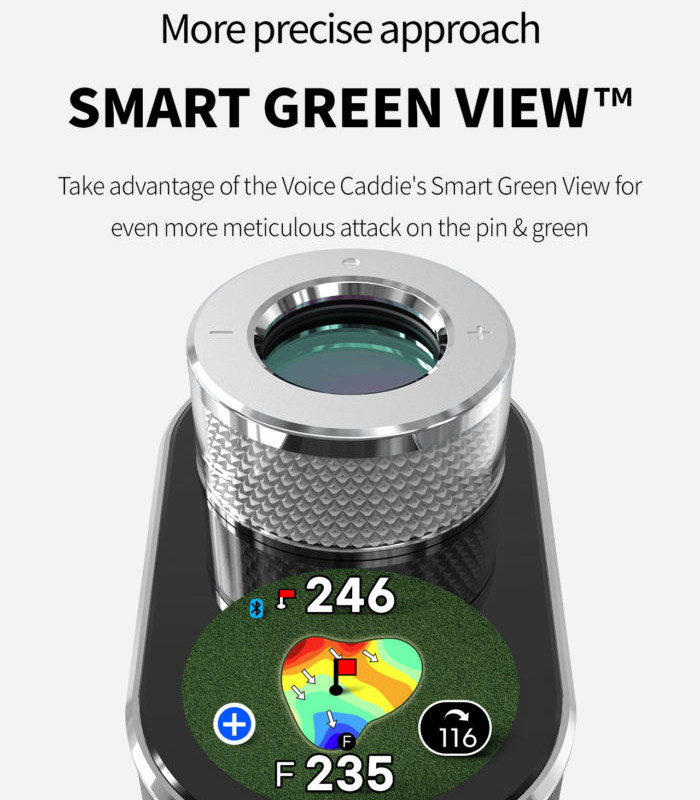 More precise approach
SMART GREEN VIEW™
Take advantage of the Voice Caddie's Smart Green View for
even more meticulous attack on the pin & green
246
F
116
F 235